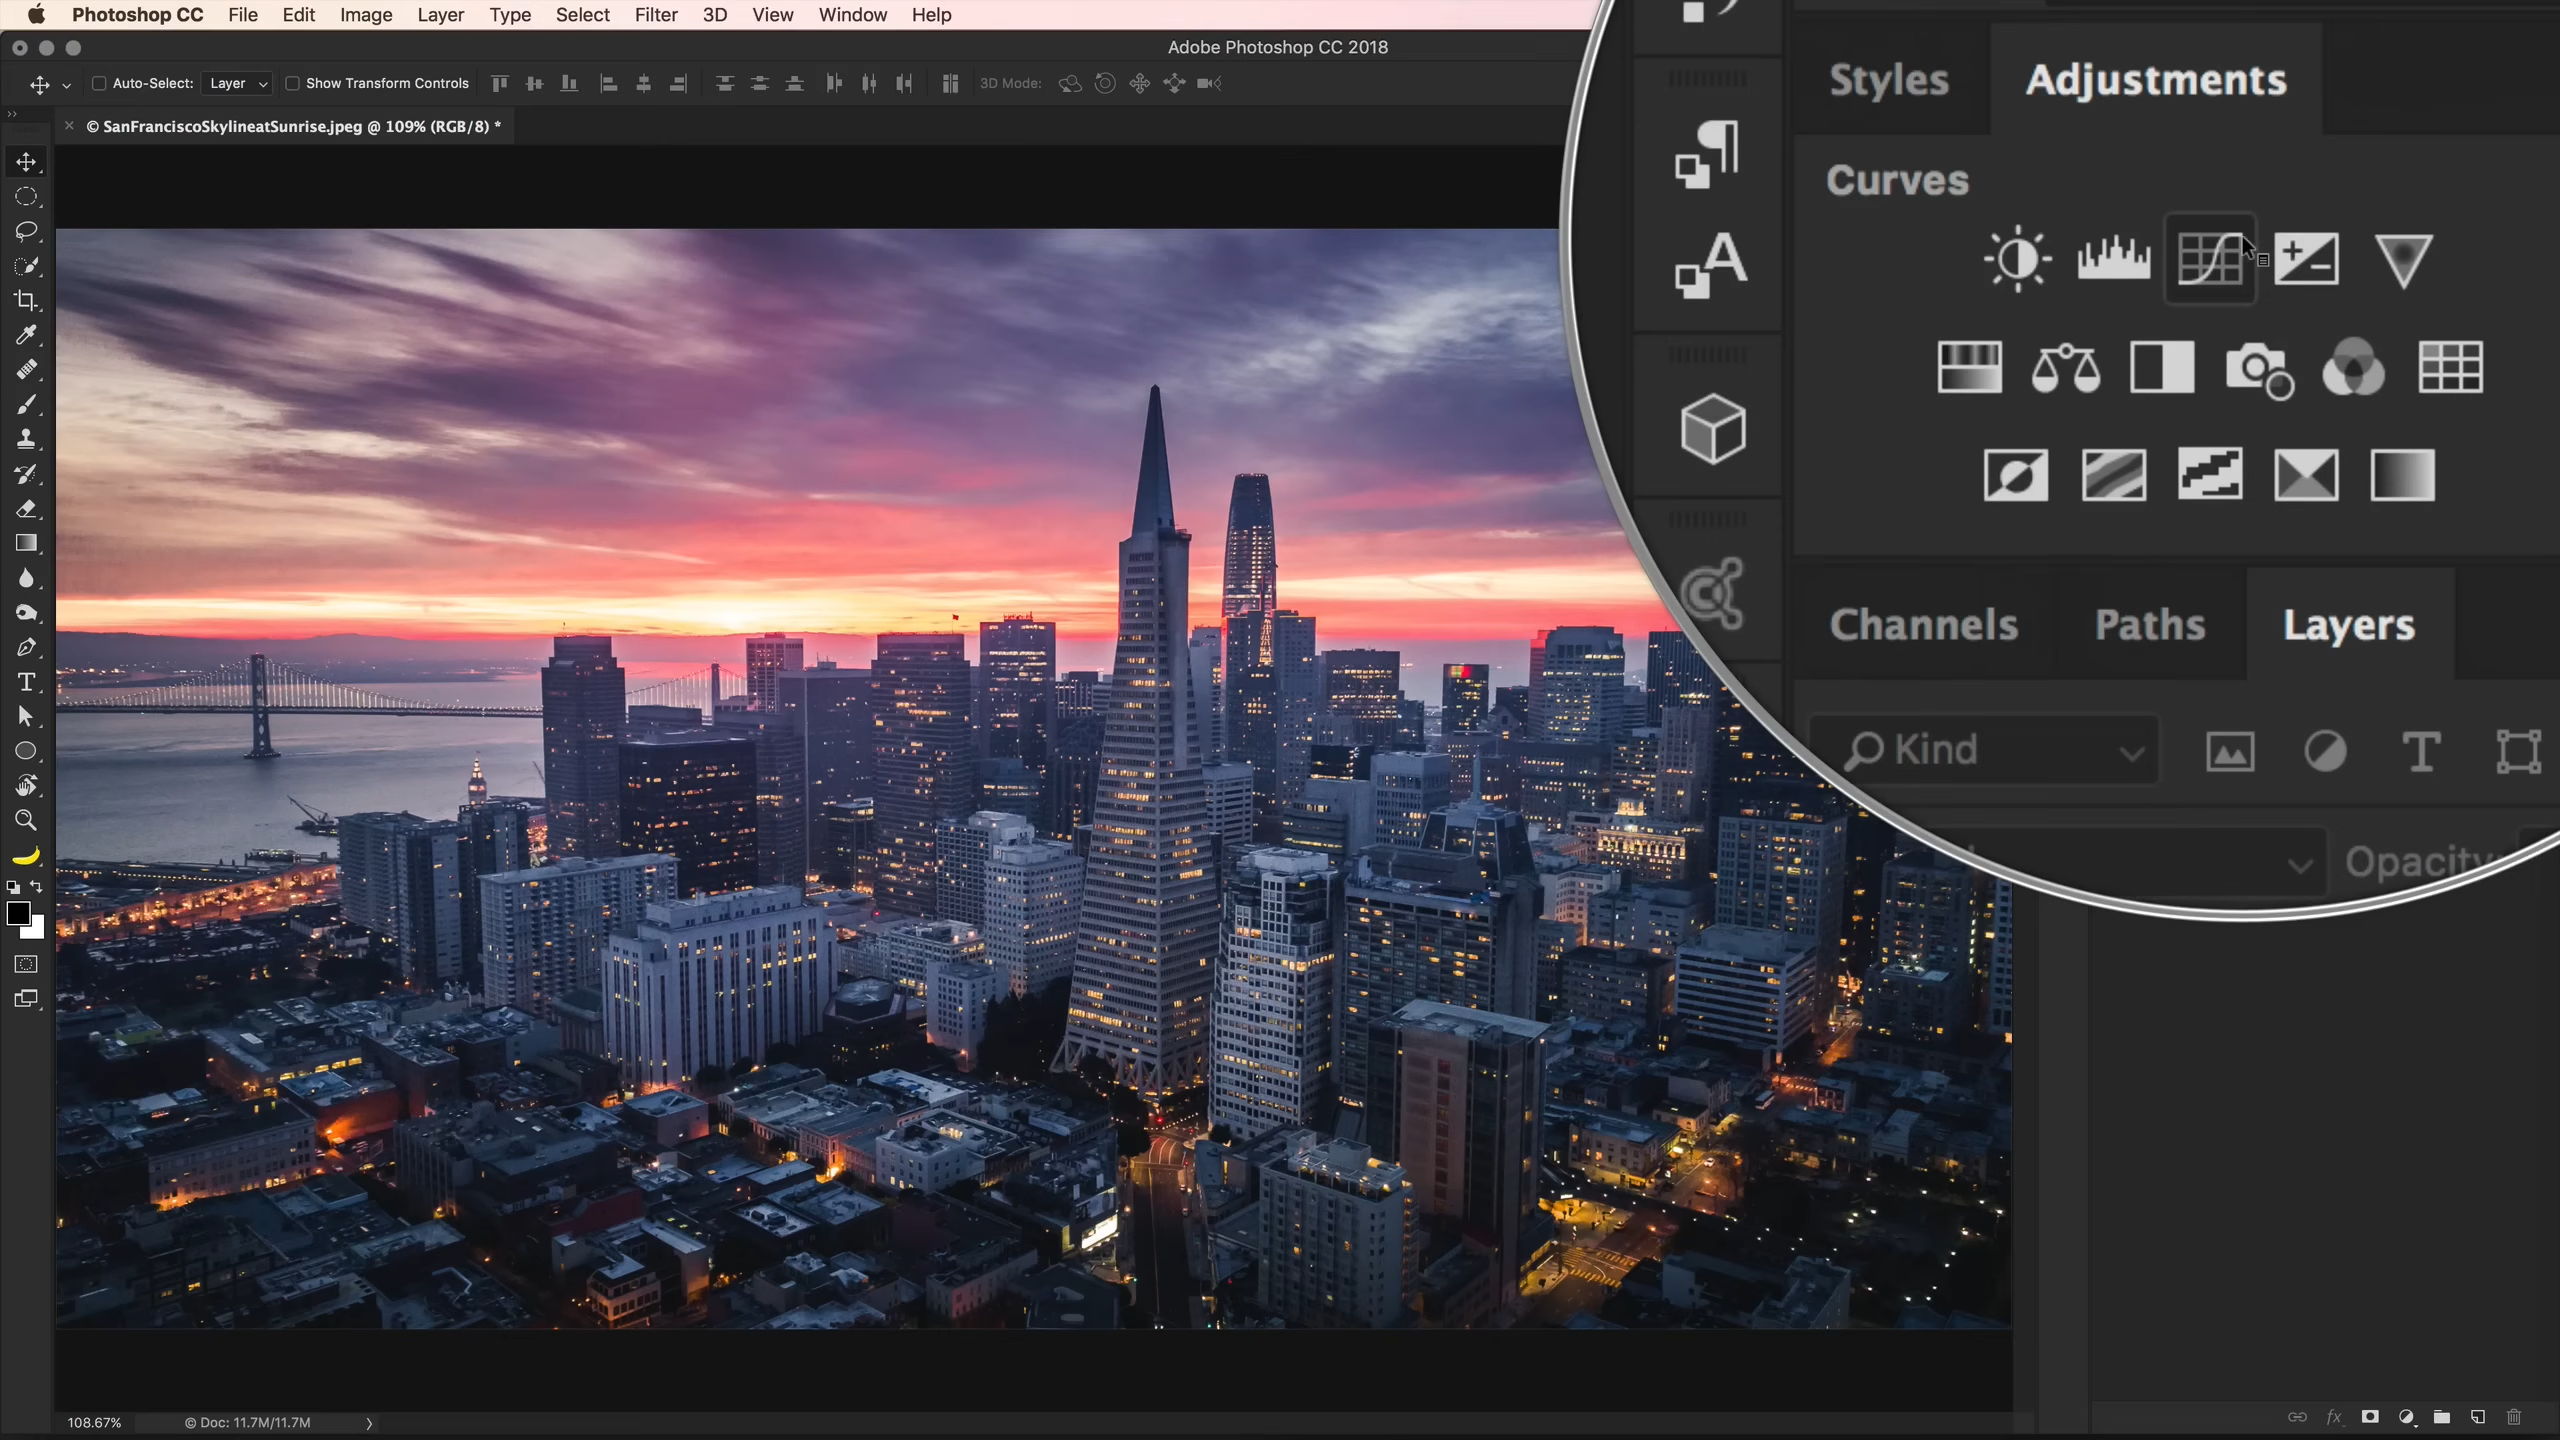 Photoshop CC File Edit Image Layer Type Select Filter 3D View Window Help
Adobe Photoshop CC 2018
Auto-Select: Layer Show Transform Controls 3D Mode:
© SanFranciscoSkylineatSunrise.jpeg @ 109% (RGB/8) *
Styles Adjustments
Curves
Channels Paths Layers
Kind
Opacity
108.67% © Doc: 11.7M/11.7M
fx